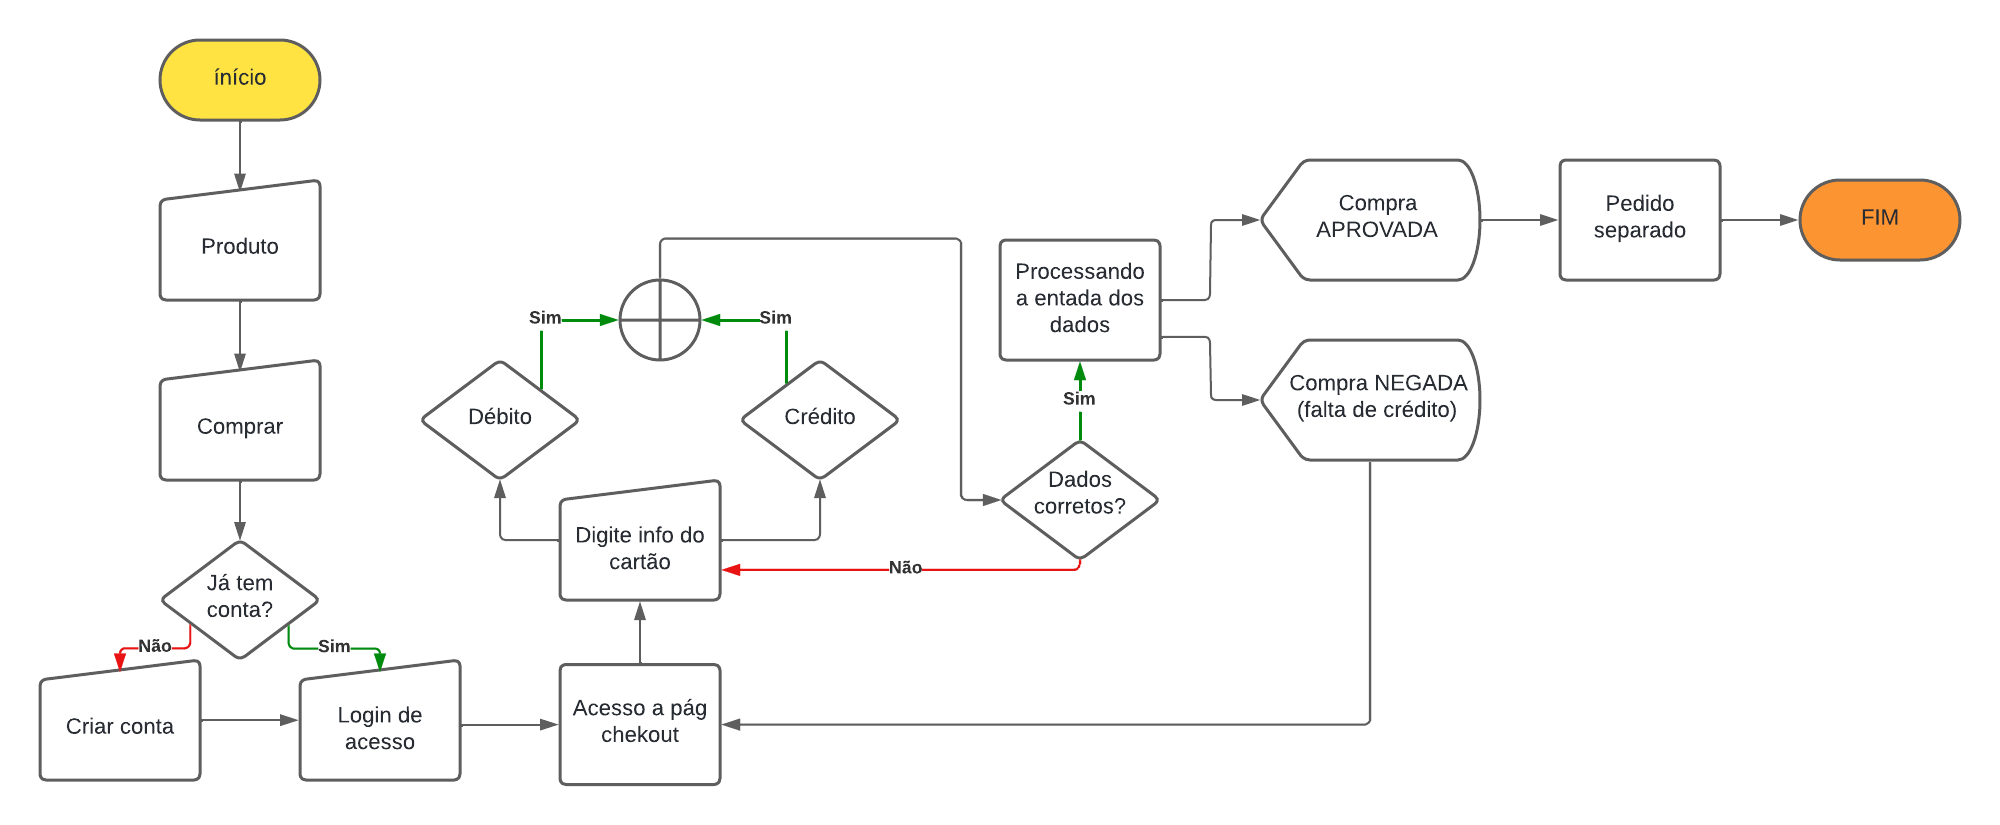 ínício
Produto
Comprar
Já tem
conta?
Não
Sim
Criar conta
Login de
acesso
Acesso a pág
chekout
Digite info do
cartão
Débito
Crédito
Sim
Sim
Dados
corretos?
Não
Sim
Processando
a entada dos
dados
Compra
APROVADA
Compra NEGADA
(falta de crédito)
Pedido
separado
FIM